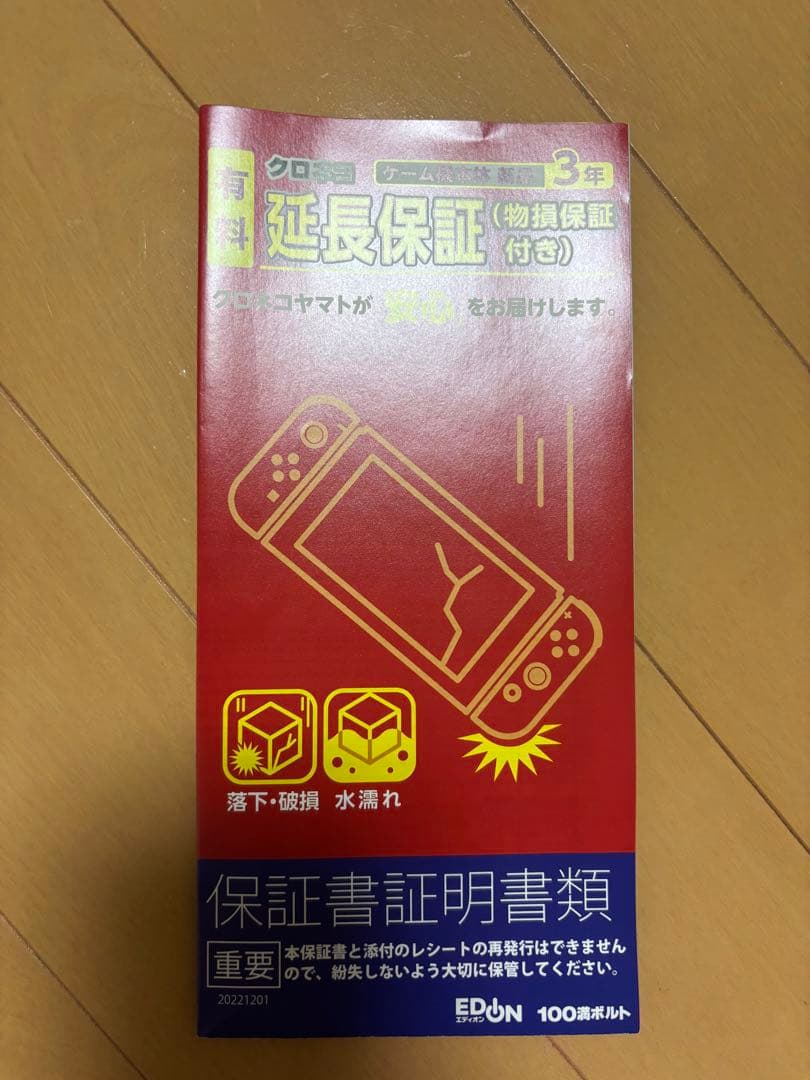 有料
クロネコ
ゲーム機本体 3年
延長保証(物損保証付き)
クロネコヤマトが 安心 をお届けします。
落下・破損 水濡れ
保証書証明書類
重要
本保証書と添付のレシートの再発行はできません
ので、紛失しないよう大切に保管してください。
20221201
EDION
エディオン
100満ボルト